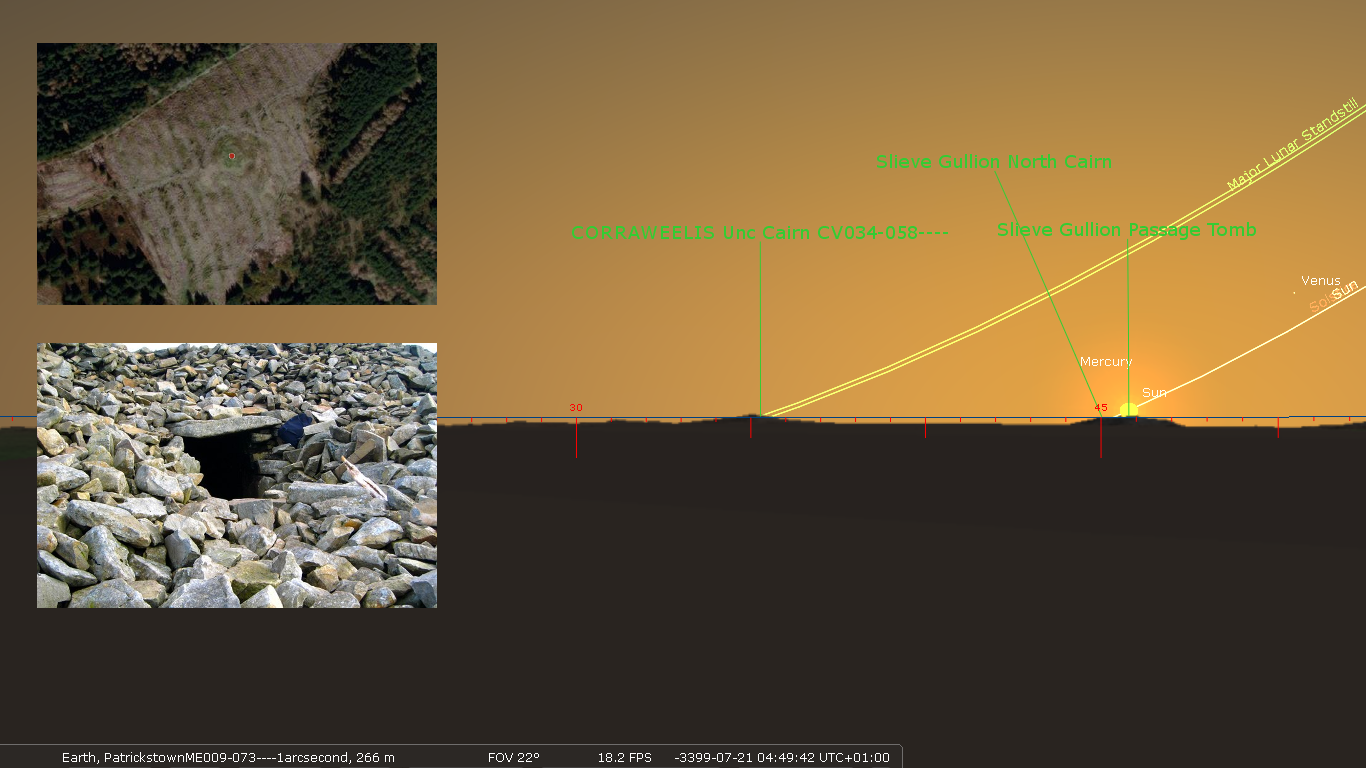 Major Lunar Standstill
Slieve Gullion North Cairn
CORRAWEELIS Unc Cairn CV034-058----
Slieve Gullion Passage Tomb
Venus
Sun
Mercury
Sun
30
45
Earth, PatrickstownME009-073----1arcsecond, 266 m
FOV 22°
18.2 FPS
-3399-07-21 04:49:42 UTC+01:00